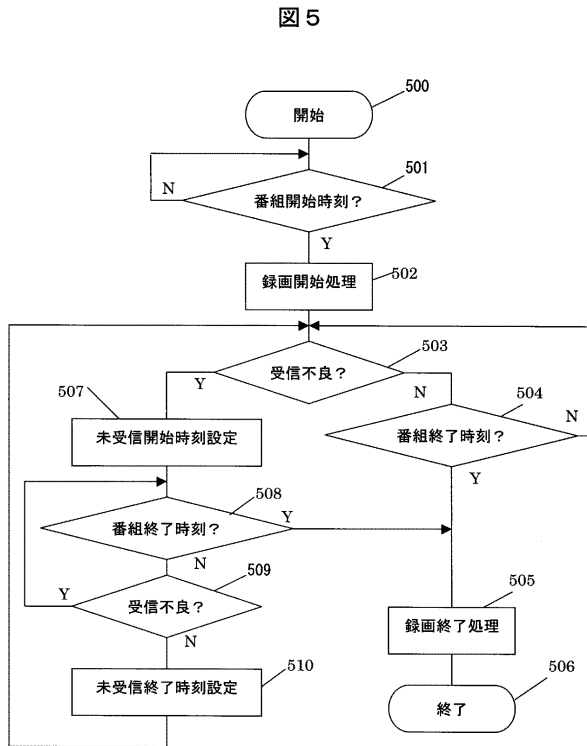 図５
500
開始
501
N
番組開始時刻？
Y
502
録画開始処理
503
受信不良？
Y
N
507
504
未受信開始時刻設定
番組終了時刻？
N
Y
508
番組終了時刻？
Y
N
509
受信不良？
Y
N
505
録画終了処理
510
未受信終了時刻設定
506
終了